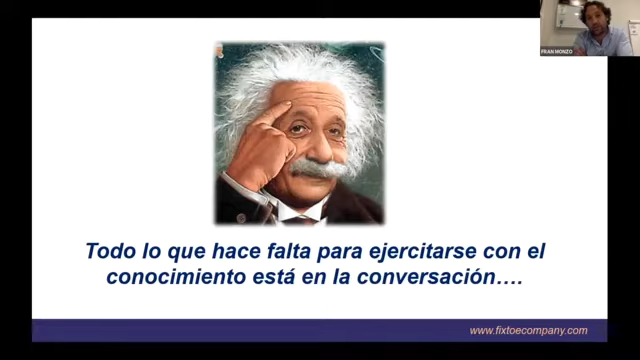 FRAN MONZO
Todo lo que hace falta para ejercitarse con el
conocimiento está en la conversación….
www.fixtoecompany.com